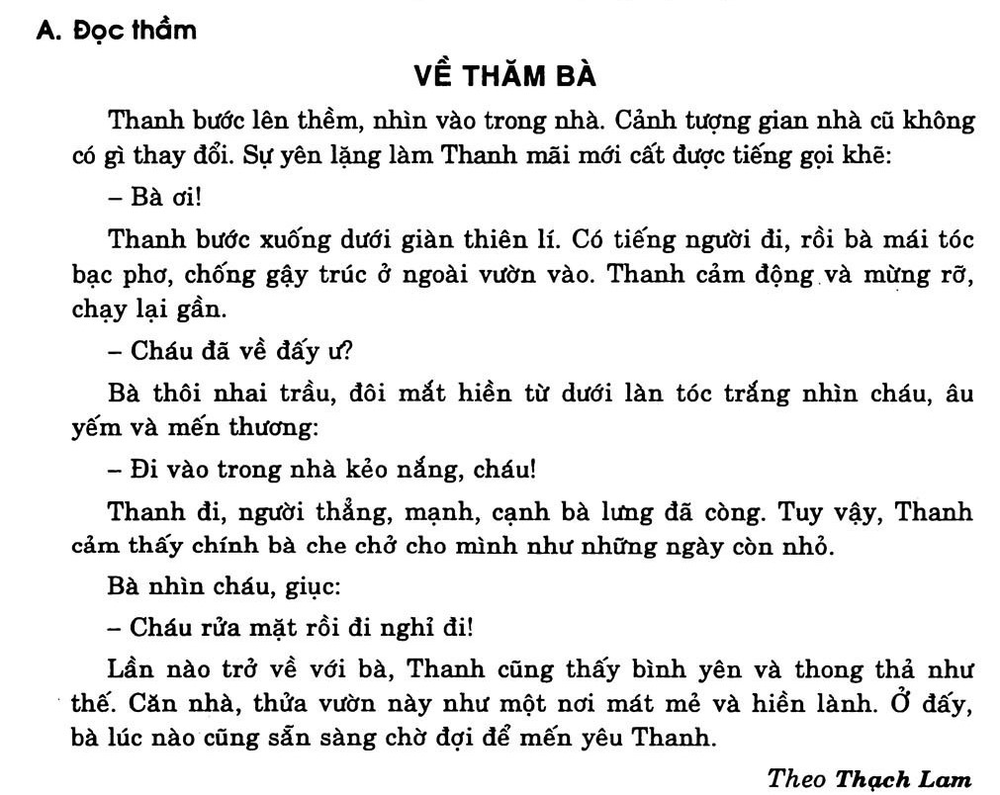 A. Đọc thầm
VỀ THĂM BÀ
Thanh bước lên thềm, nhìn vào trong nhà. Cảnh tượng gian nhà cũ không
có gì thay đổi. Sự yên lặng làm Thanh mãi mới cất được tiếng gọi khẽ:
– Bà ơi!
Thanh bước xuống dưới giàn thiên lí. Có tiếng người đi, rồi bà mái tóc
bạc phơ, chống gậy trúc ở ngoài vườn vào. Thanh cảm động và mừng rỡ,
chạy lại gần.
– Cháu đã về đấy ư?
Bà thôi nhai trầu, đôi mắt hiền từ dưới làn tóc trắng nhìn cháu, âu
yếm và mến thương:
– Đi vào trong nhà kẻo nắng, cháu!
Thanh đi, người thẳng, mạnh, cạnh bà lưng đã còng. Tuy vậy, Thanh
cảm thấy chính bà che chở cho mình như những ngày còn nhỏ.
Bà nhìn cháu, giục:
– Cháu rửa mặt rồi đi nghỉ đi!
Lần nào trở về với bà, Thanh cũng thấy bình yên và thong thả như
thế. Căn nhà, thửa vườn này như một nơi mát mẻ và hiền lành. Ở đấy,
bà lúc nào cũng sẵn sàng chờ đợi để mến yêu Thanh.
Theo Thạch Lam